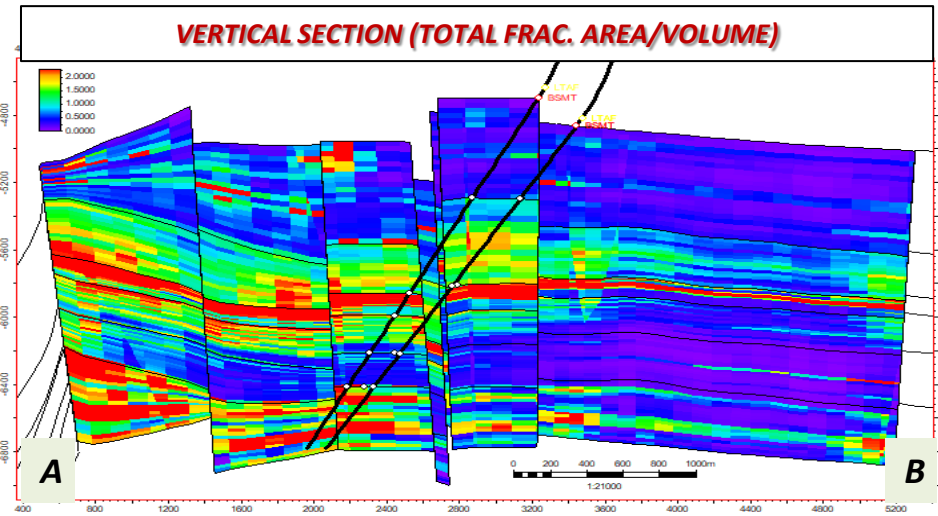 VERTICAL SECTION (TOTAL FRAC. AREA/VOLUME)
2.0000
1.5000
1.0000
0.5000
0.0000
LTAF
BSMT
LTAF
BSMT
-4800
-5200
-5600
-6000
-6400
-6800
A
B
0 200 400 600 800 1000m
1:21000
400 800 1200 1600 2000 2400 2800 3200 3600 4000 4400 4800 5200